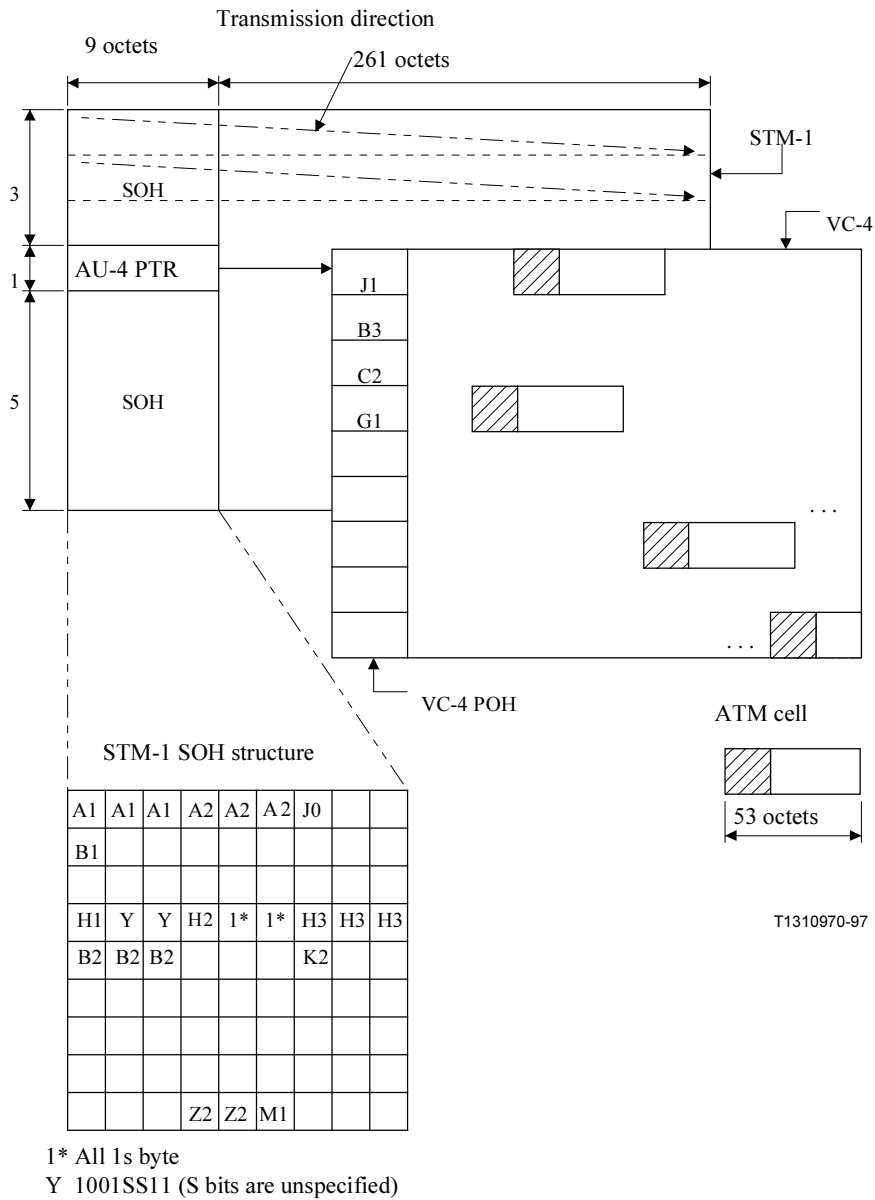 Transmission direction
9 octets
261 octets
STM-1
3
SOH
VC-4
1
AU-4 PTR
J1
B3
C2
5
SOH
G1
. . .
. . .
VC-4 POH
ATM cell
STM-1 SOH structure
A1 A1 A1 A2 A2 A2 J0
53 octets
B1
H1 Y Y H2 1* 1* H3 H3 H3
T1310970-97
B2 B2 B2 K2
Z2 Z2 M1
1* All 1s byte
Y 1001SS11 (S bits are unspecified)